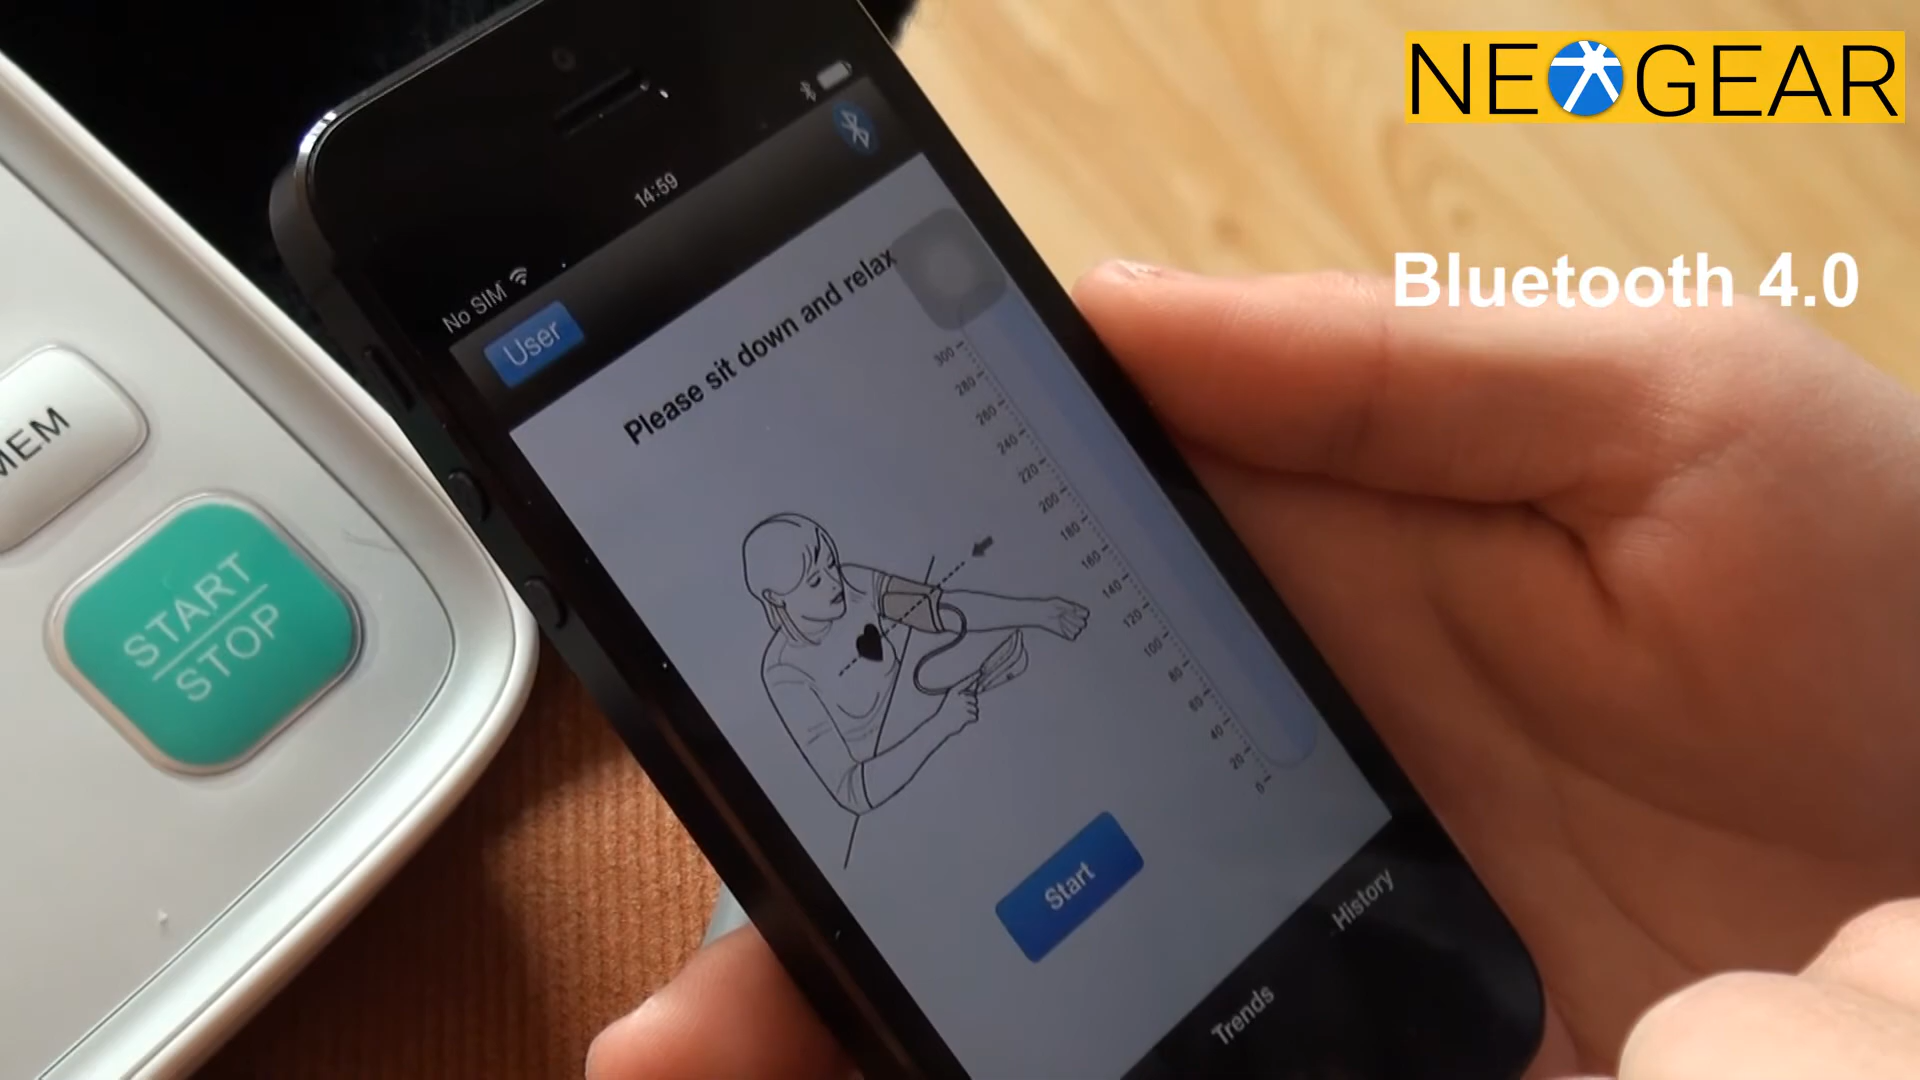 NEOGEAR
Bluetooth 4.0
No SIM
14:59
User
Please sit down and relax
300
280
260
240
220
200
180
160
140
120
100
80
60
40
20
0
Start
Trends
History
MEM
START
STOP